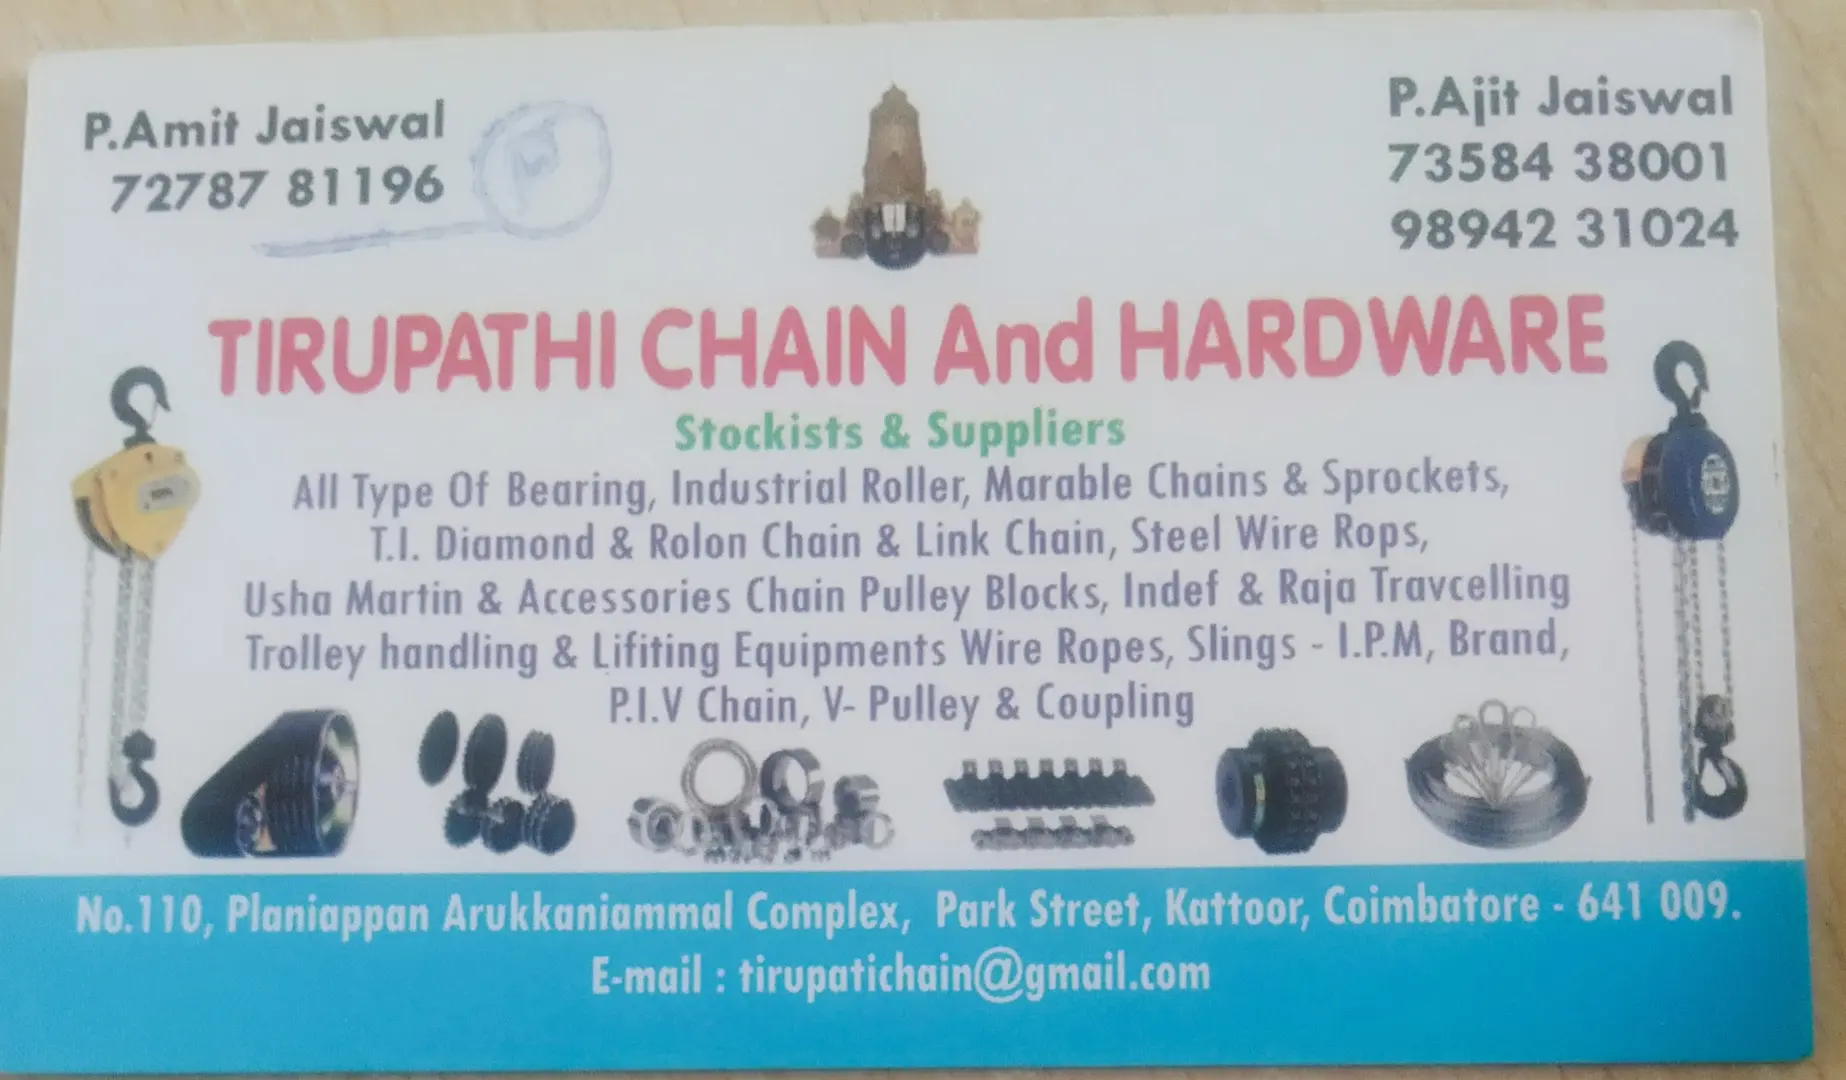 P.Amit Jaiswal
72787 81196
P.Ajit Jaiswal
73584 38001
98942 31024
TIRUPATHI CHAIN And HARDWARE
Stockists & Suppliers
All Type Of Bearing, Industrial Roller, Marable Chains & Sprockets,
T.I. Diamond & Rolon Chain & Link Chain, Steel Wire Rops,
Usha Martin & Accessories Chain Pulley Blocks, Indef & Raja Travcelling
Trolley handling & Lifiting Equipments Wire Ropes, Slings - I.P.M, Brand,
P.I.V Chain, V- Pulley & Coupling
No.110, Planiappan Arukkaniammal Complex, Park Street, Kattoor, Coimbatore - 641 009.
E-mail : tirupatichain@gmail.com